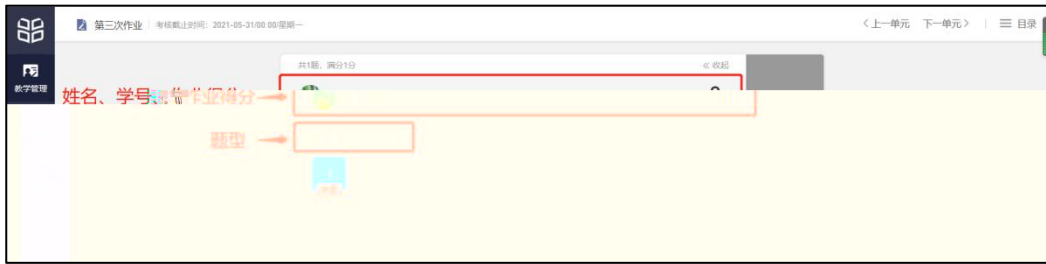 第三次作业 考核截止时间：2021-05-31/00:00/星期一
<上一单元 下一单元> 目录
共1题，满分1分 收起
教学管理
姓名、学号、作业得分
题型